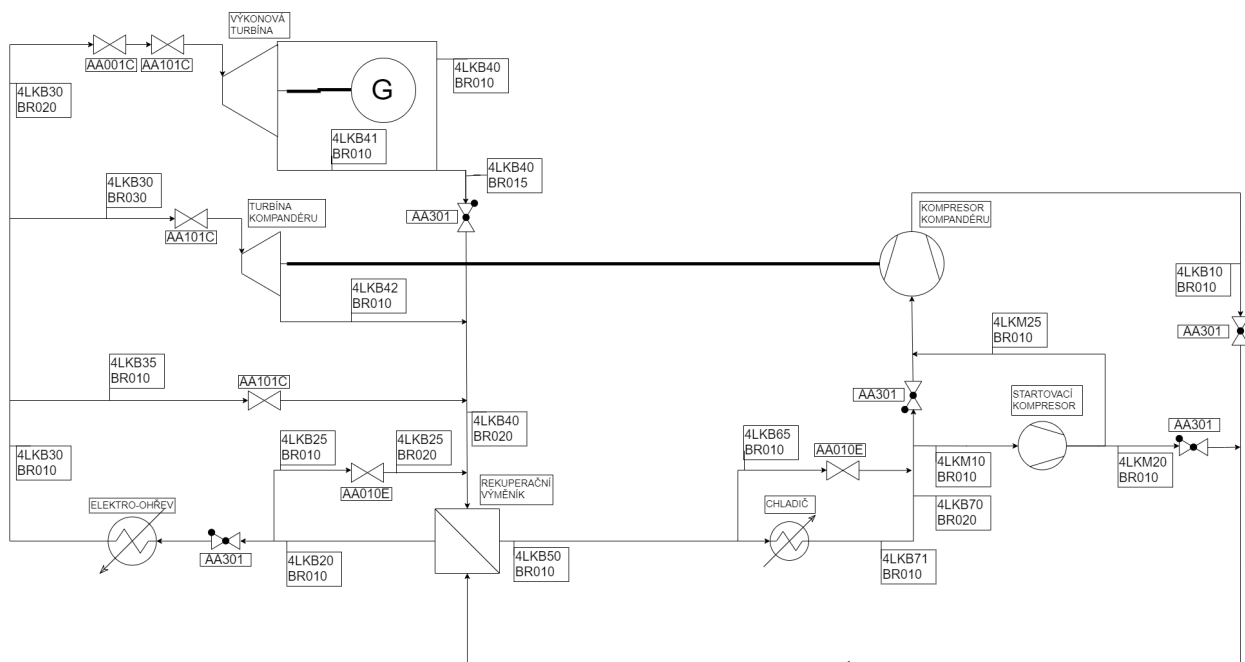 VÝKONOVÁ
TURBÍNA
AA001C
AA101C
4LKB30
BR020
G
4LKB40
BR010
4LKB41
BR010
4LKB40
BR015
4LKB30
BR030
AA101C
TURBÍNA
KOMPANDÉRU
AA301
KOMPRESOR
KOMPANDÉRU
4LKB42
BR010
4LKB10
BR010
AA301
4LKM25
BR010
4LKB35
BR010
AA101C
AA301
STARTOVACÍ
KOMPRESOR
4LKB40
BR020
4LKB30
BR010
4LKB25
BR010
4LKB25
BR020
AA010E
4LKB65
BR010
AA010E
4LKM10
BR010
4LKM20
BR010
AA301
ELEKTRO-OHŘEV
AA301
4LKB20
BR010
REKUPERAČNÍ
VÝMĚNÍK
4LKB50
BR010
CHLADIČ
4LKB70
BR020
4LKB71
BR010